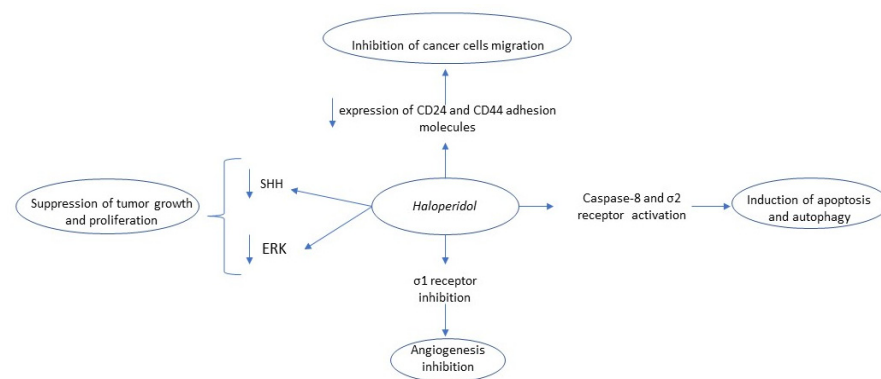 Inhibition of cancer cells migration
expression of CD24 and CD44 adhesion
molecules
SHH
Suppression of tumor growth
and proliferation
ERK
Haloperidol
Caspase-8 and σ2
receptor activation
Induction of apoptosis
and autophagy
σ1 receptor
inhibition
Angiogenesis
inhibition